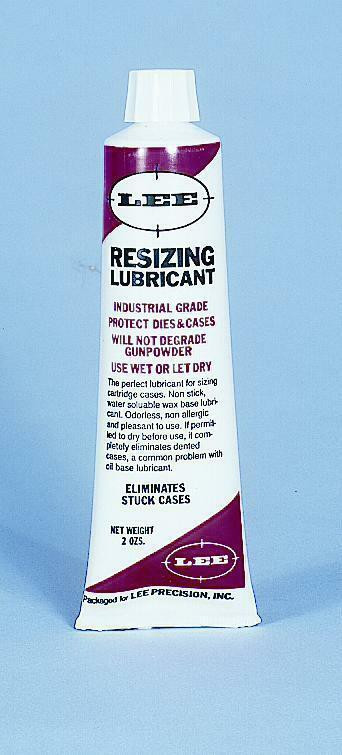 LEE
RESIZING
LUBRICANT
INDUSTRIAL GRADE
PROTECT DIES & CASES
WILL NOT DEGRADE
GUNPOWDER
USE WET OR LET DRY
The perfect lubricant for sizing
cartridge cases. Non stick,
water soluable wax base lubri-
cant. Odorless, non allergic
and pleasant to use. If permit-
ted to dry before use, it com-
pletely eliminates dented
cases, a common problem with
oil base lubricant.
ELIMINATES
STUCK CASES
NET WEIGHT
2 OZS.
LEE
Packaged for LEE PRECISION, INC.